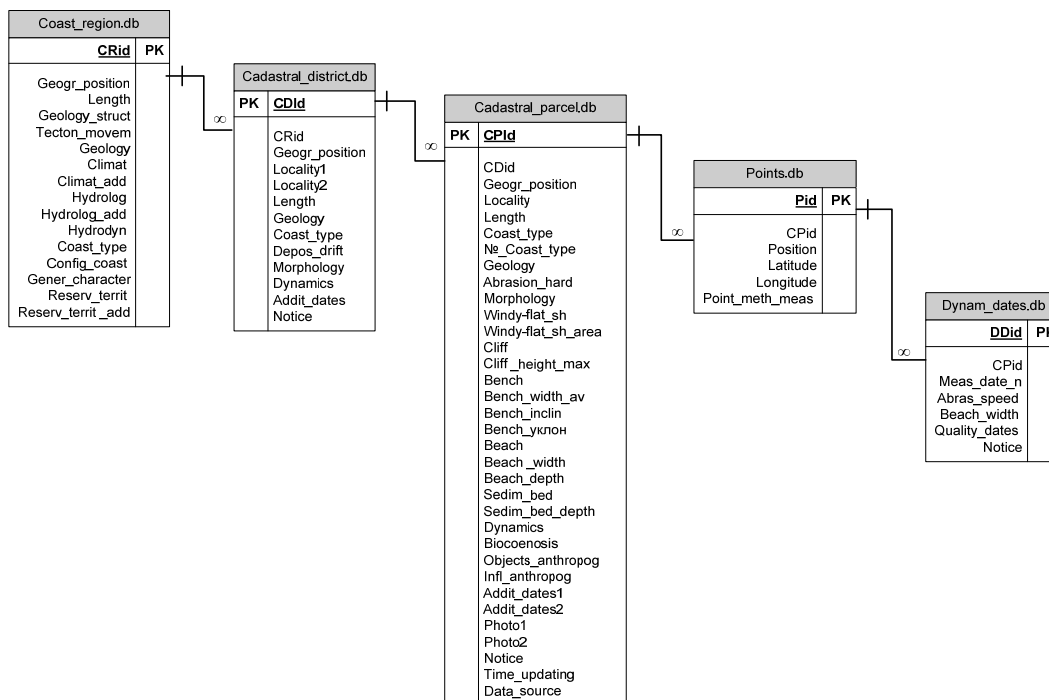 Coast_region.db
CRid PK
Geogr_position
Length
Geology_struct
Tecton_movem
Geology
Climat
Climat_add
Hydrolog
Hydrolog_add
Hydrodyn
Coast_type
Config_coast
Gener_character
Reserv_territ
Reserv_territ_add
∞
Cadastral_district.db
PK CDId
CRid
Geogr_position
Locality1
Locality2
Length
Geology
Coast_type
Depos_drift
Morphology
Dynamics
Addit_dates
Notice
∞
Cadastral_parcel.db
PK CPId
CDid
Geogr_position
Locality
Length
Coast_type
№_Coast_type
Geology
Abrasion_hard
Morphology
Windy-flat_sh
Windy-flat_sh_area
Cliff
Cliff_height_max
Bench
Bench_width_av
Bench_inclin
Bench_уклон
Beach
Beach_width
Beach_depth
Sedim_bed
Sedim_bed_depth
Dynamics
Biocoenosis
Objects_anthropog
Infl_anthropog
Addit_dates1
Addit_dates2
Photo1
Photo2
Notice
Time_updating
Data_source
∞
Points.db
Pid PK
CPid
Position
Latitude
Longitude
Point_meth_meas
∞
Dynam_dates.db
DDid
CPid
Meas_date_n
Abras_speed
Beach_width
Quality_dates
Notice